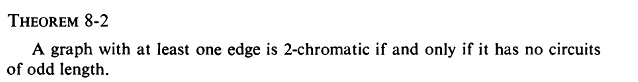 THEOREM 8-2
A graph with at least one edge is 2-chromatic if and only if it has no circuits
of odd length.